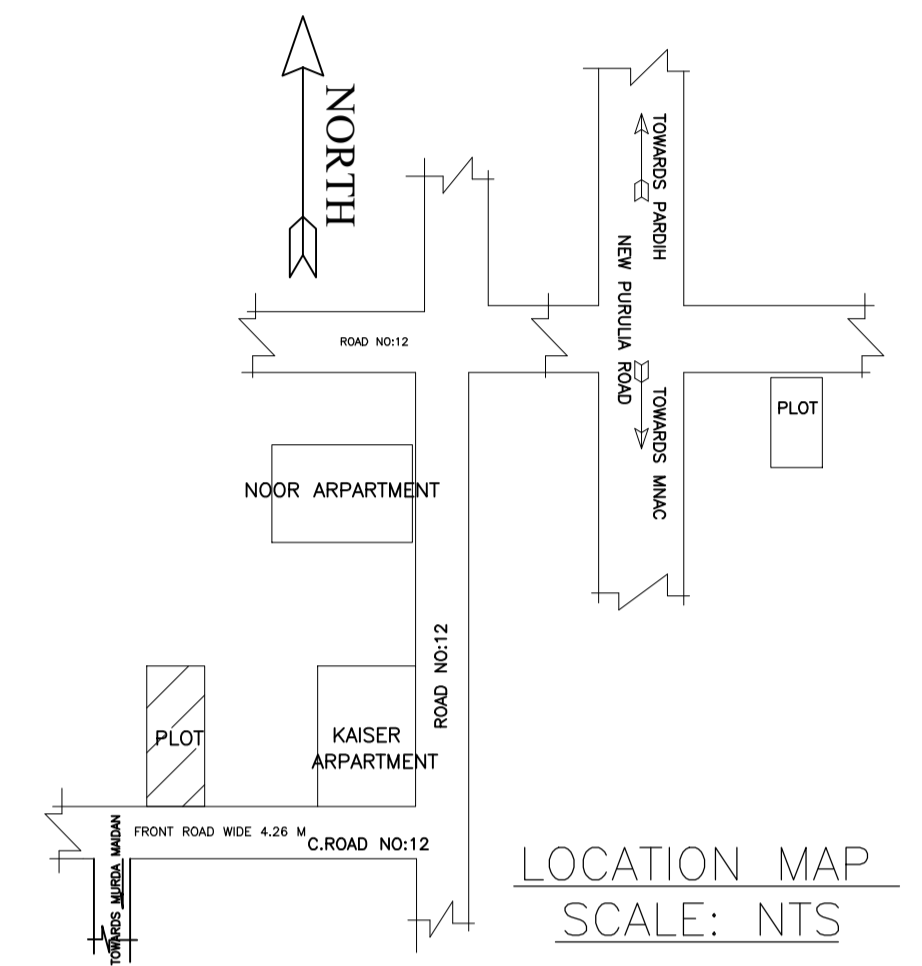 NORTH
TOWARDS PARDIH
NEW PURULIA ROAD
ROAD NO:12
TOWARDS MNAC
PLOT
NOOR ARPARTMENT
ROAD NO:12
PLOT
KAISER
ARPARTMENT
FRONT ROAD WIDE 4.26 M
C.ROAD NO:12
TOWARDS MURDA MAIDAN
LOCATION MAP
SCALE: NTS